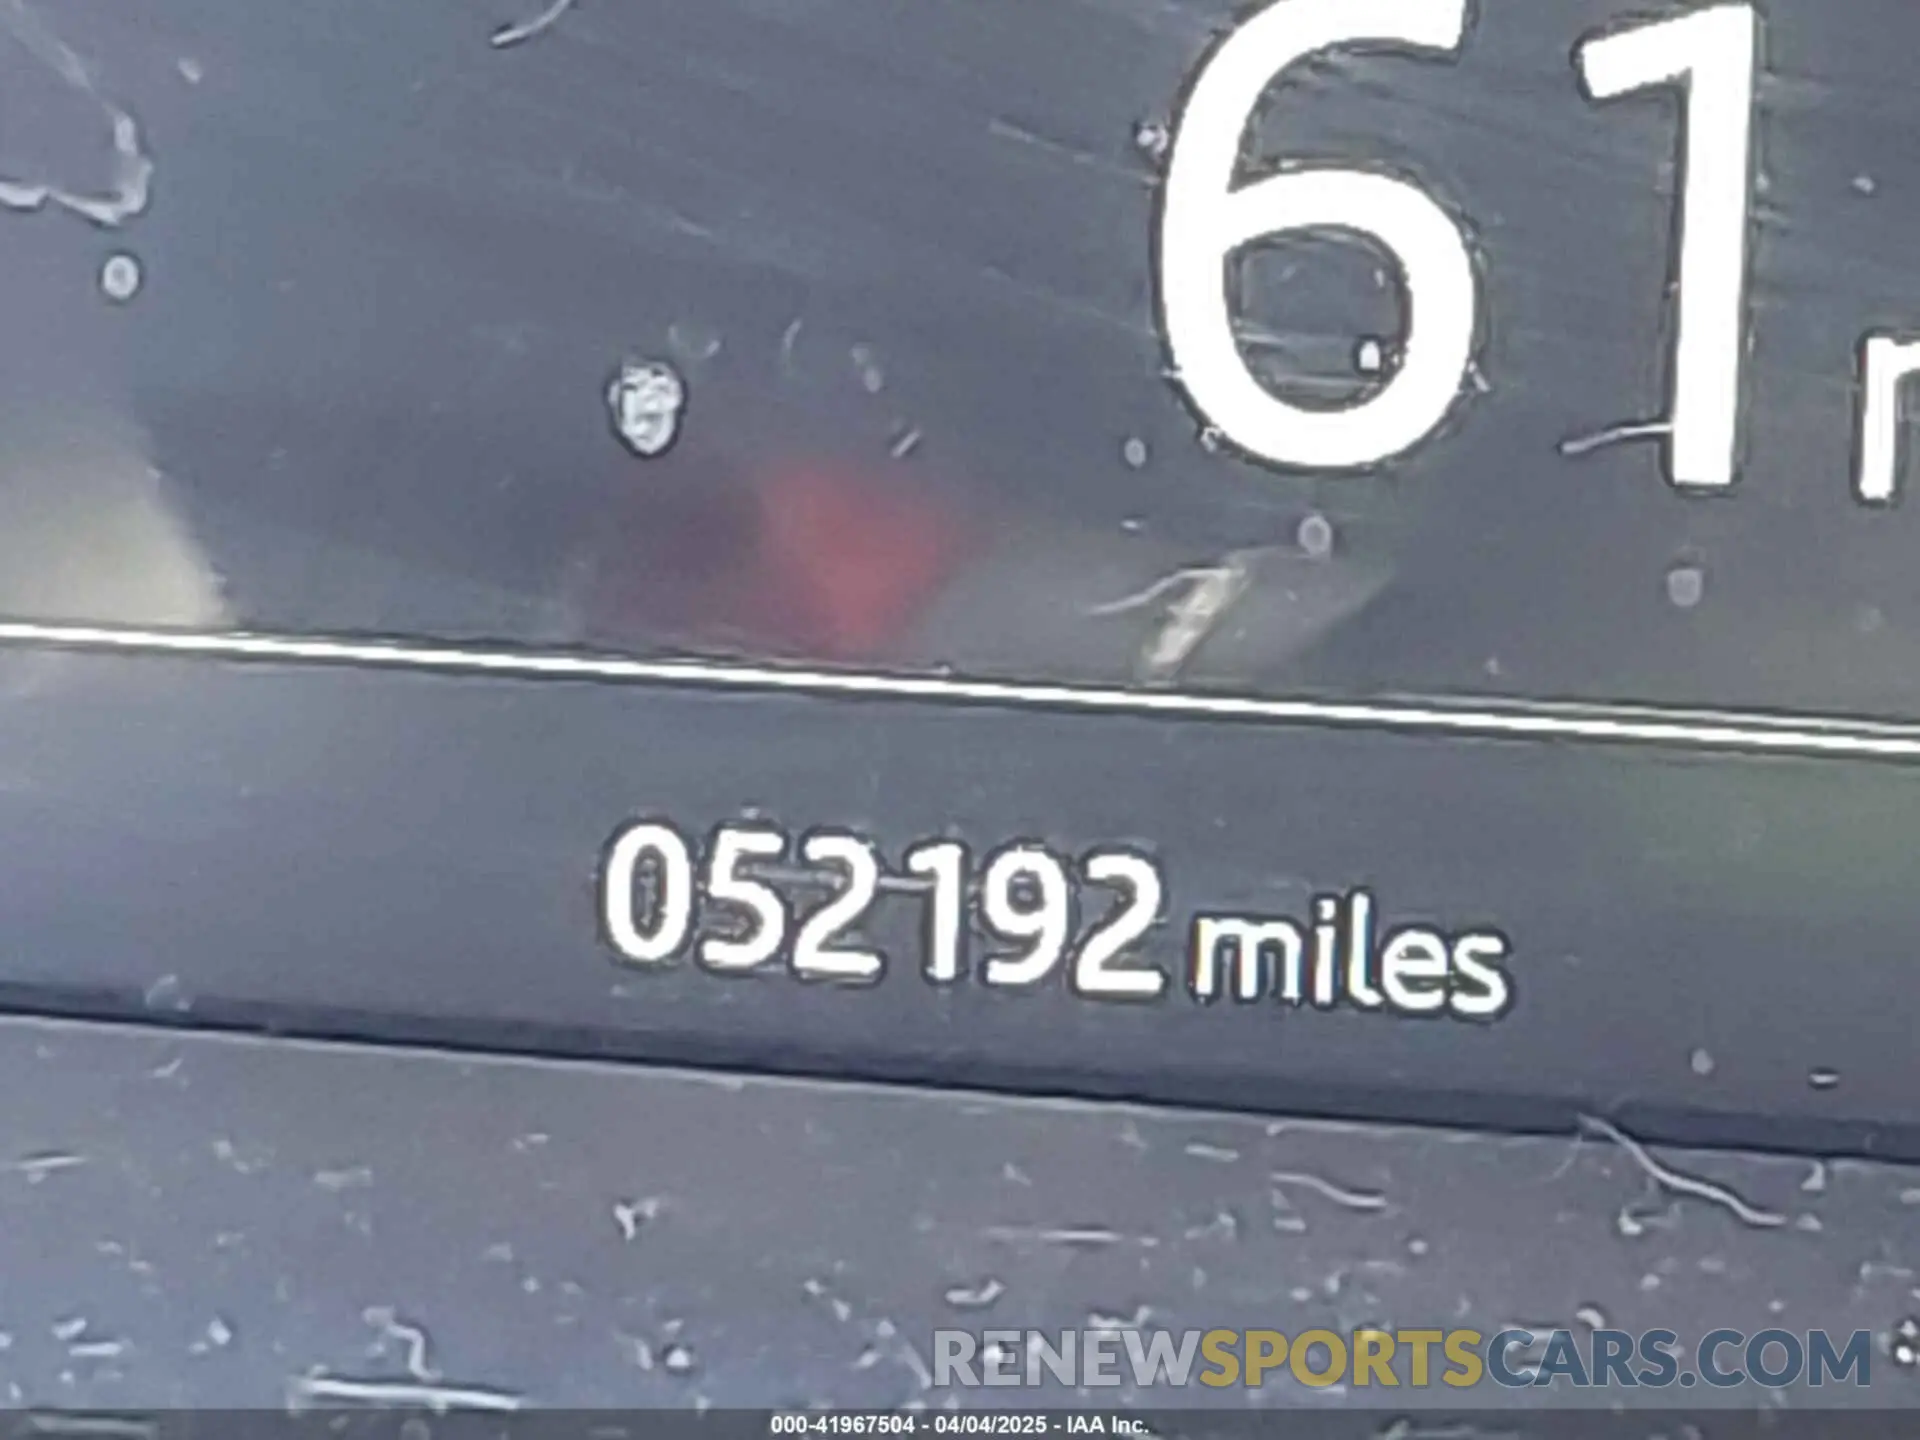 61
052192 miles
RENEWSPORTSCARS.COM
000-41967504 - 04/04/2025 - IAA Inc.